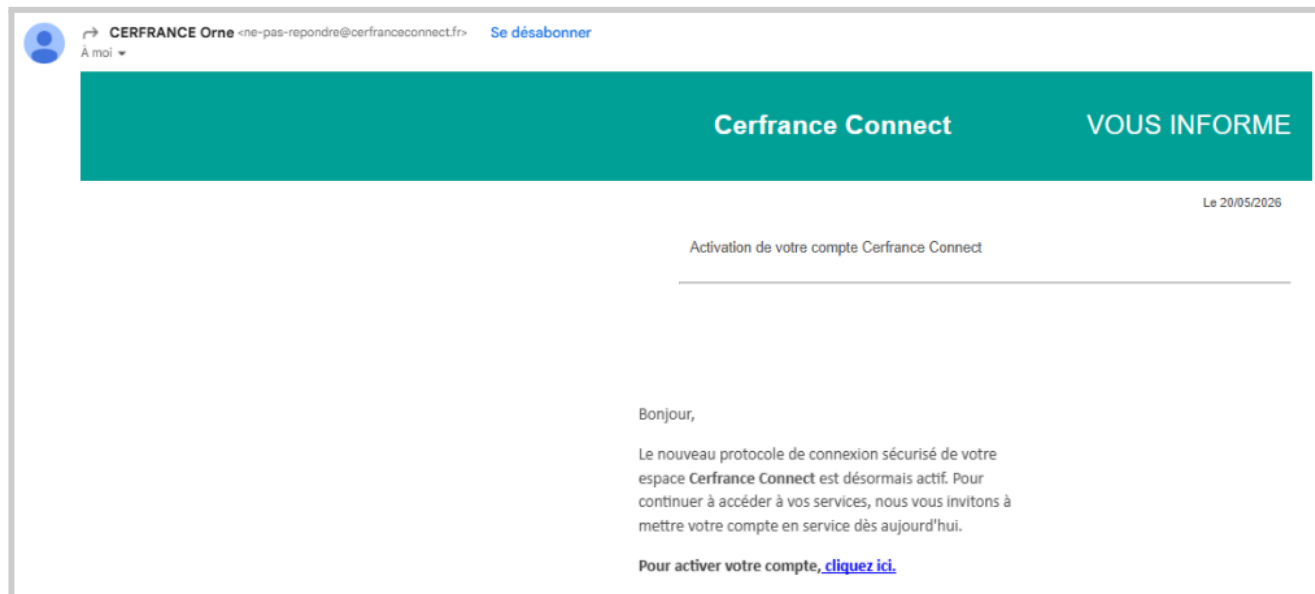 CERFRANCE Orne <ne-pas-repondre@cerfranceconnect.fr> Se désabonner
À moi
Cerfrance Connect VOUS INFORME
Le 20/05/2026
Activation de votre compte Cerfrance Connect
Bonjour,
Le nouveau protocole de connexion sécurisé de votre
espace Cerfrance Connect est désormais actif. Pour
continuer à accéder à vos services, nous vous invitons à
mettre votre compte en service dès aujourd'hui.
Pour activer votre compte, cliquez ici.